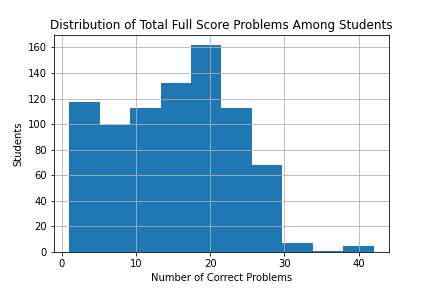 Distribution of Total Full Score Problems Among Students
160
140
120
100
80
60
40
20
0
Students
0 10 20 30 40
Number of Correct Problems